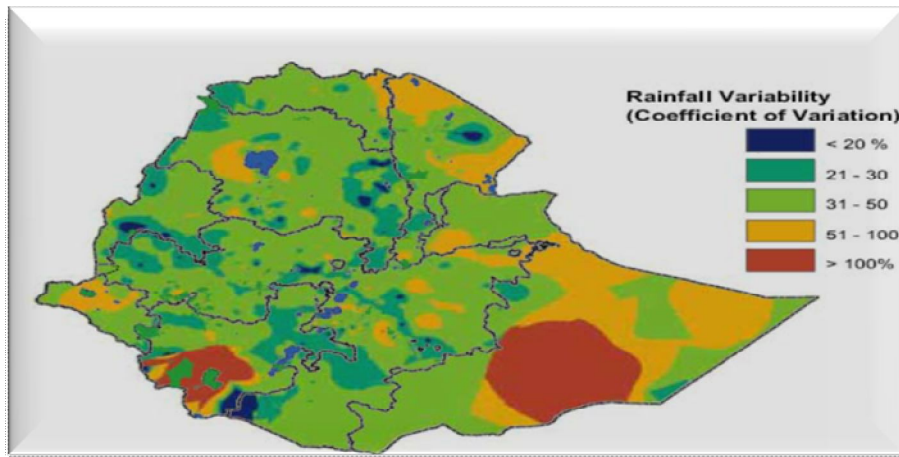 Rainfall Variability
(Coefficient of Variation)
< 20 %
21 - 30
31 - 50
51 - 100
> 100%